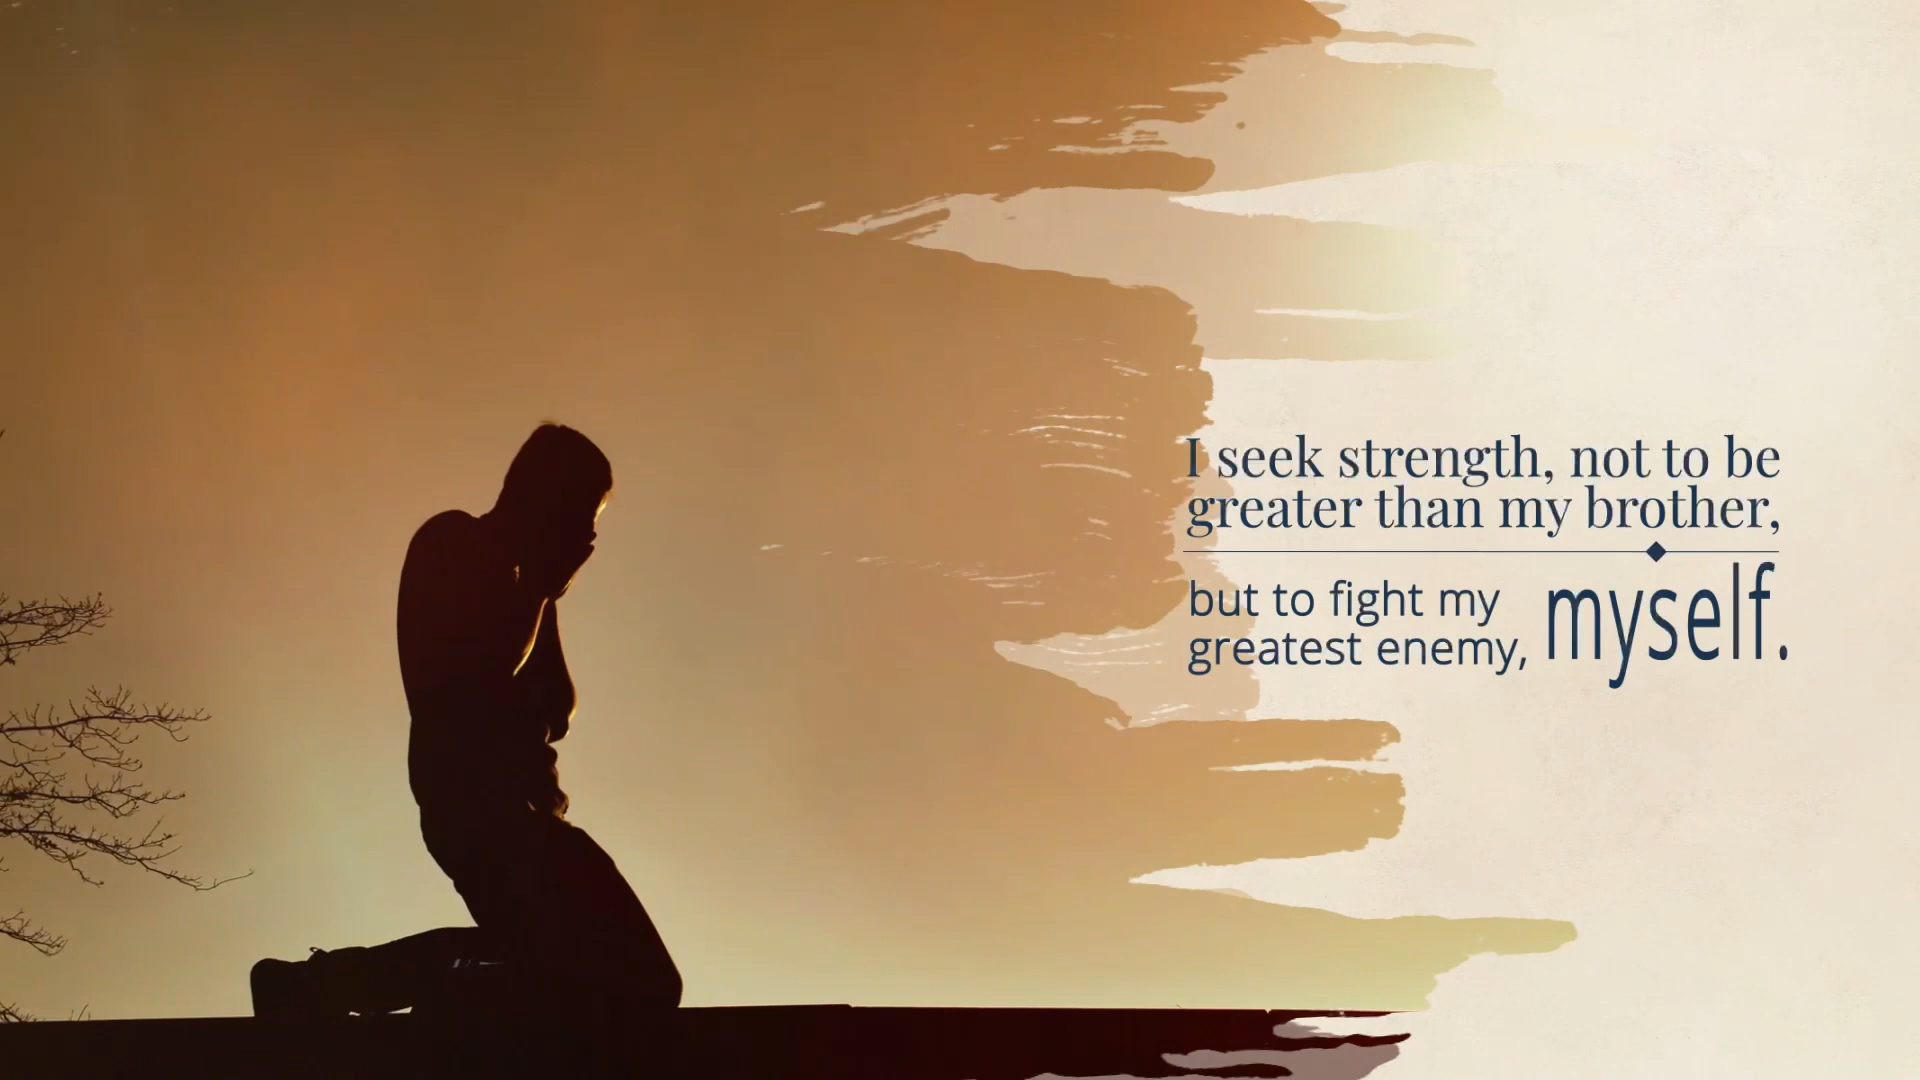 I seek strength, not to be
greater than my brother,
but to fight my
greatest enemy, myself.